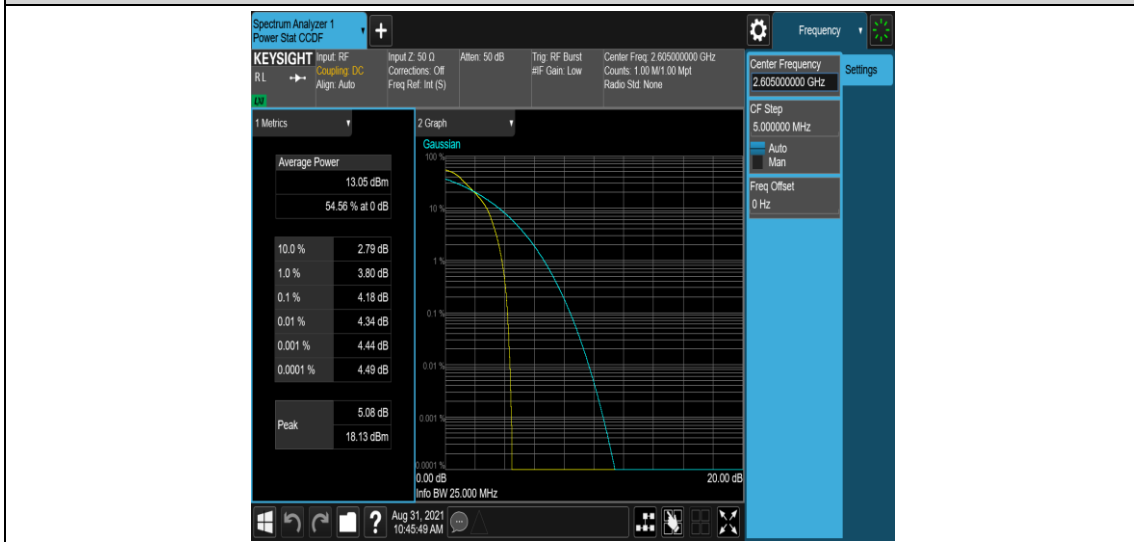 Spectrum Analyzer 1
Power Stat CCDF
+
Frequency
KEYSIGHT
R L
Input: RF
Coupling: DC
Align: Auto
Input Z: 50 Ω
Corrections: Off
Freq Ref: Int (S)
Atten: 50 dB
Trig: RF Burst
#IF Gain: Low
Center Freq: 2.605000000 GHz
Counts: 1.00 M/1.00 Mpt
Radio Std: None
Center Frequency
2.605000000 GHz
Settings
CF Step
5.000000 MHz
Auto
Man
Freq Offset
0 Hz
1 Metrics
Average Power
13.05 dBm
54.56 % at 0 dB
10.0 % 2.79 dB
1.0 % 3.80 dB
0.1 % 4.18 dB
0.01 % 4.34 dB
0.001 % 4.44 dB
0.0001 % 4.49 dB
Peak
5.08 dB
18.13 dBm
2 Graph
Gaussian
100 %
10 %
1 %
0.1 %
0.01 %
0.001 %
0.0001 %
0.00 dB
20.00 dB
Info BW 25.000 MHz
?
Aug 31, 2021
10:45:49 AM